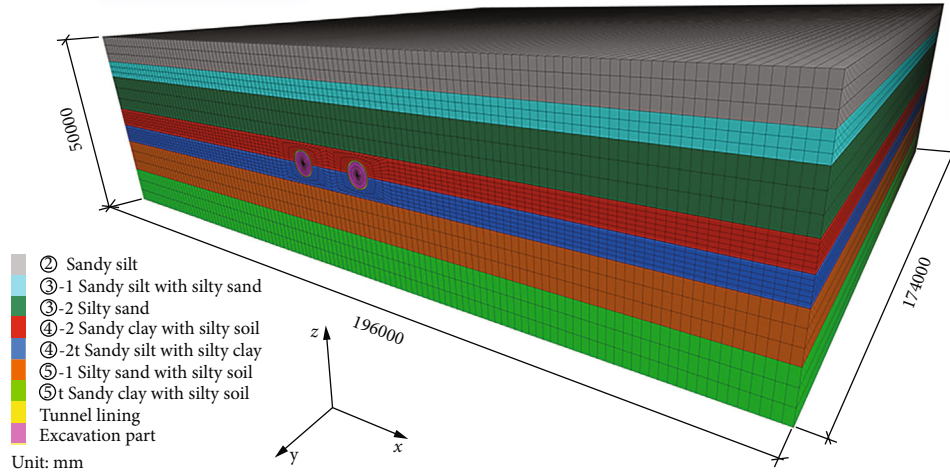 50000
② Sandy silt
③-1 Sandy silt with silty sand
③-2 Silty sand
④-2 Sandy clay with silty soil
④-2t Sandy silt with silty clay
⑤-1 Silty sand with silty soil
⑤t Sandy clay with silty soil
Tunnel lining
Excavation part
Unit: mm
196000
174000
z
x
y